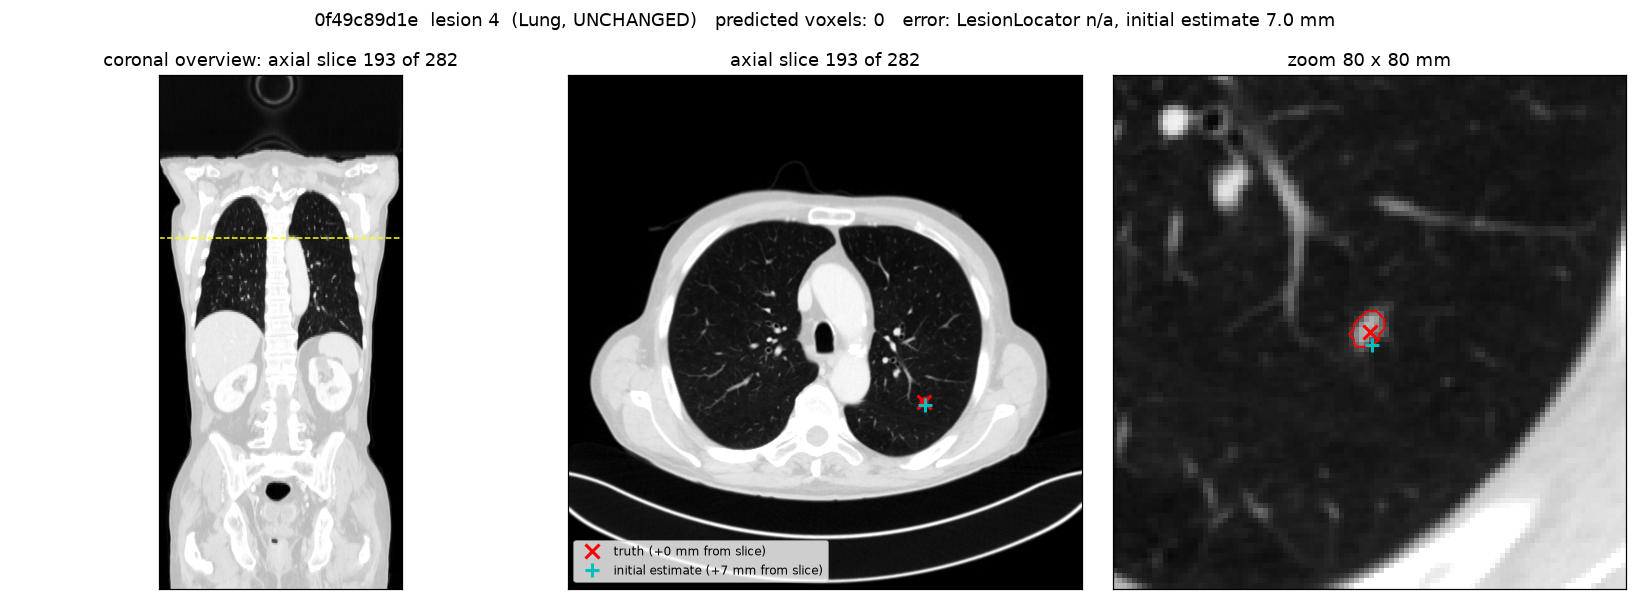 0f49c89d1e  lesion 4  (Lung, UNCHANGED)   predicted voxels: 0   error: LesionLocator n/a, initial estimate 7.0 mm
coronal overview: axial slice 193 of 282
axial slice 193 of 282
zoom 80 x 80 mm
truth (+0 mm from slice)
initial estimate (+7 mm from slice)